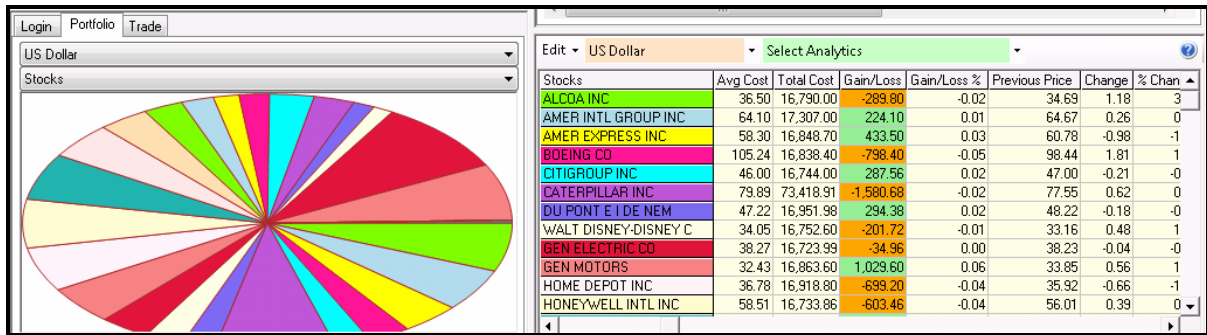 Login Portfolio Trade
US Dollar
Stocks
Edit US Dollar Select Analytics
Stocks Avg Cost Total Cost Gain/Loss Gain/Loss % Previous Price Change % Chan
ALCOA INC 36.50 16,790.00 -289.80 -0.02 34.69 1.18 3
AMER INTL GROUP INC 64.10 17,307.00 224.10 0.01 64.67 0.26 0
AMER EXPRESS INC 58.30 16,848.70 433.50 0.03 60.78 -0.98 -1
BOEING CO 105.24 16,838.40 -798.40 -0.05 98.44 1.81 1
CITIGROUP INC 46.00 16,744.00 287.56 0.02 47.00 -0.21 -0
CATERPILLAR INC 79.89 73,418.91 -1,580.68 -0.02 77.55 0.62 0
DU PONT E I DE NEM 47.22 16,951.98 294.38 0.02 48.22 -0.18 -0
WALT DISNEY-DISNEY C 34.05 16,752.60 -201.72 -0.01 33.16 0.48 1
GEN ELECTRIC CO 38.27 16,723.99 -34.96 0.00 38.23 -0.04 -0
GEN MOTORS 32.43 16,863.60 1,029.60 0.06 33.85 0.56 1
HOME DEPOT INC 36.78 16,918.80 -699.20 -0.04 35.92 -0.66 -1
HONEYWELL INTL INC 58.51 16,733.86 -603.46 -0.04 56.01 0.39 0